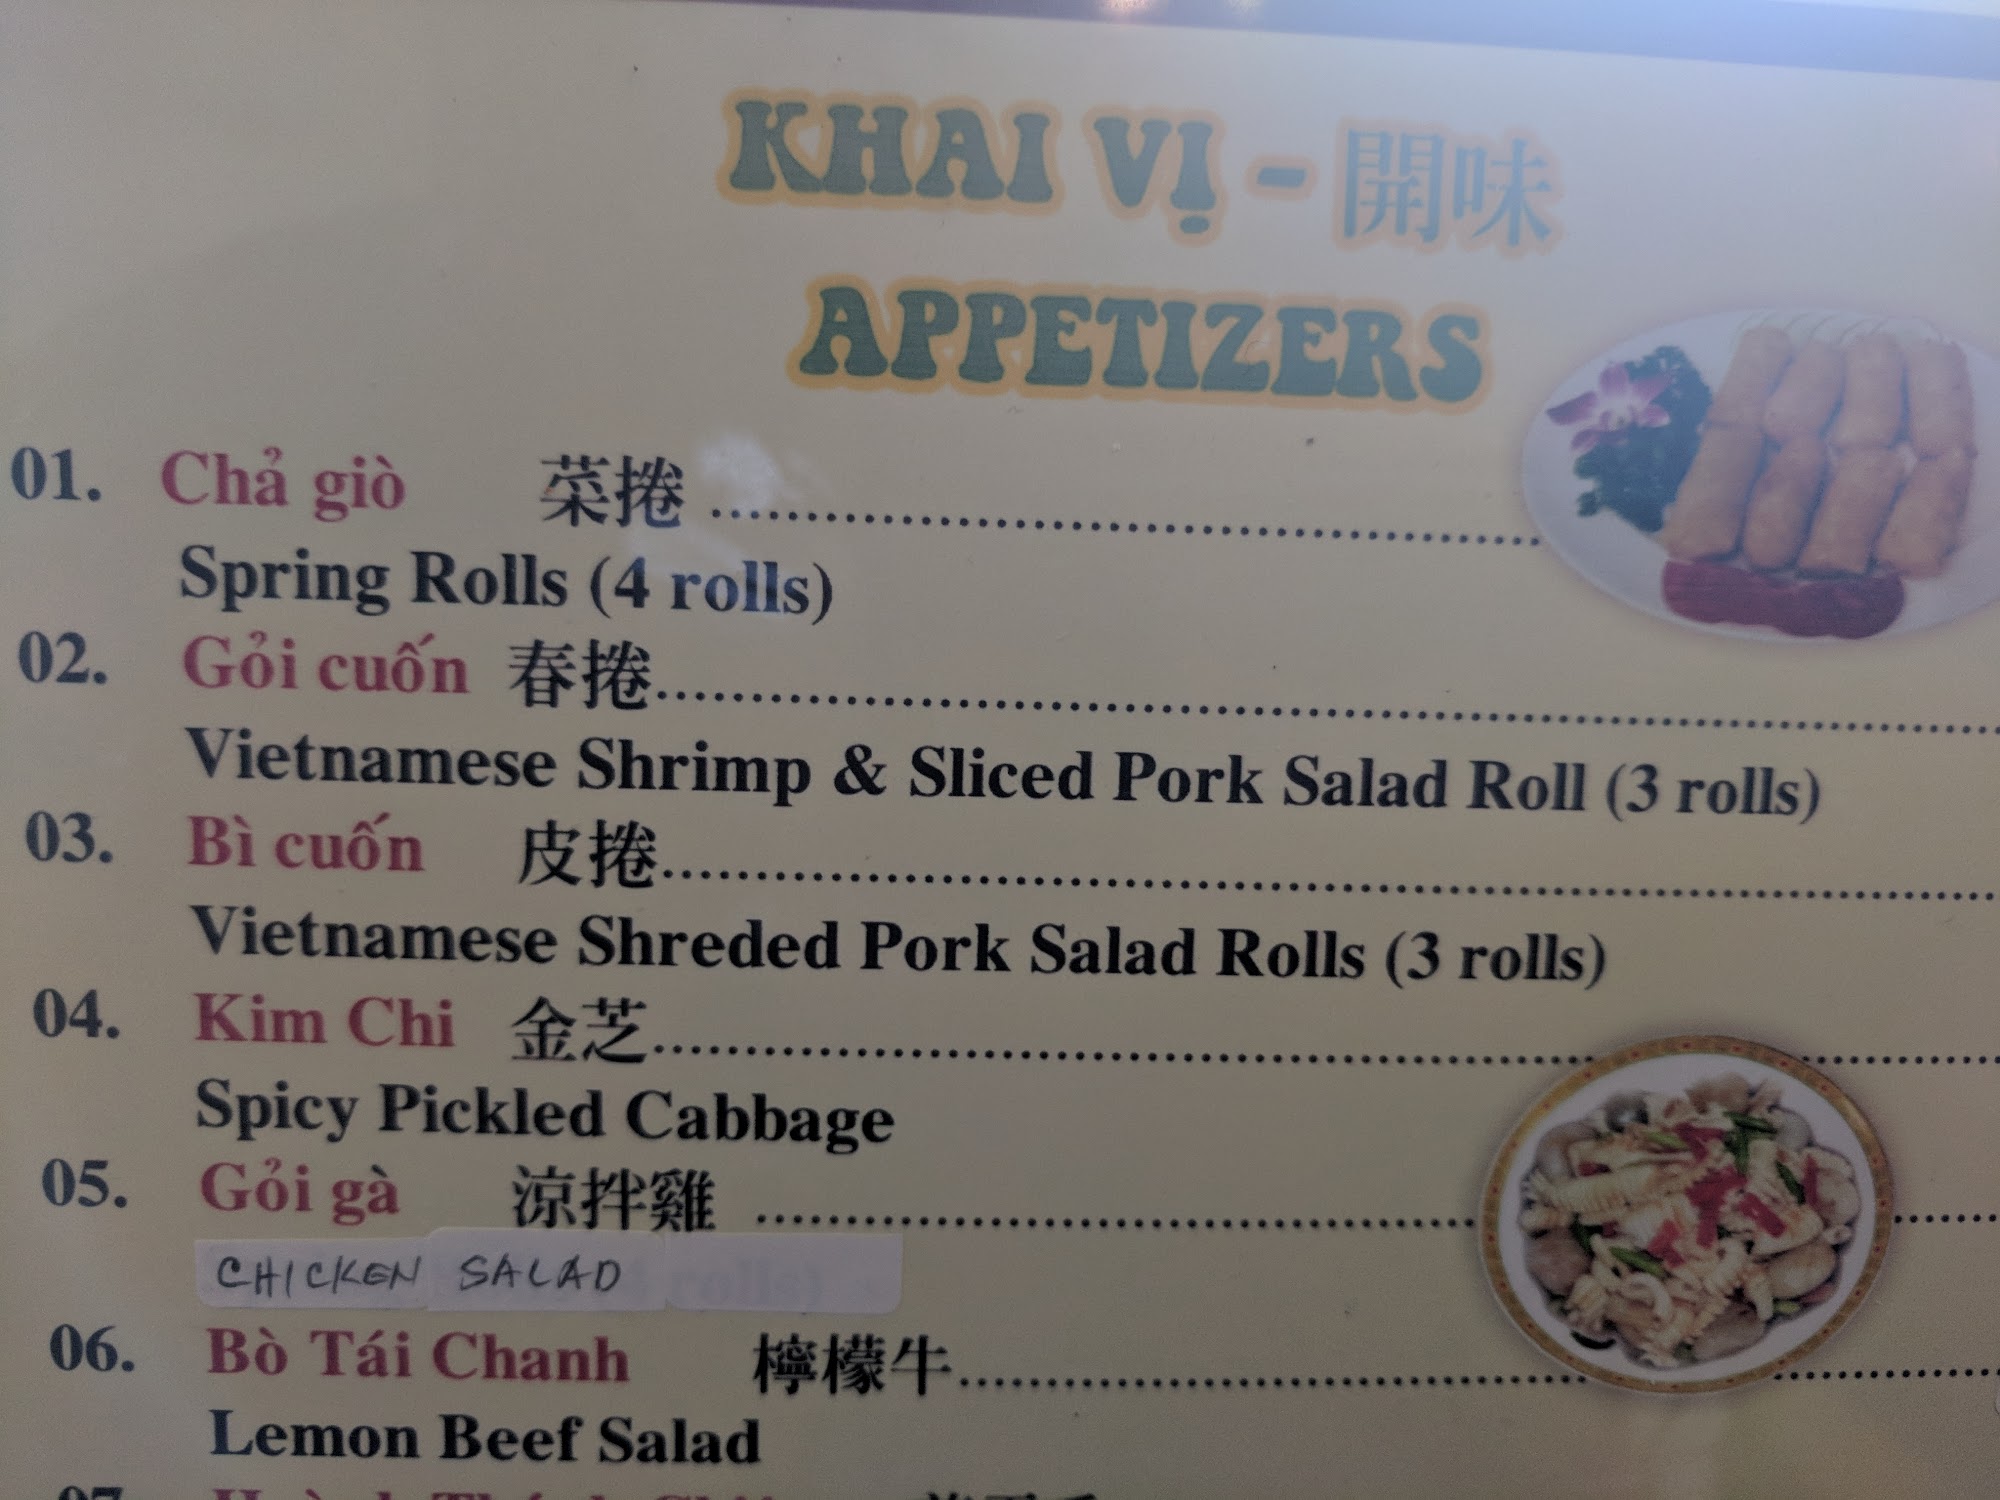 KHAI VỊ - 開味
APPETIZERS
01. Chả giò 菜捲 ........................
Spring Rolls (4 rolls)
02. Gỏi cuốn 春捲........................
Vietnamese Shrimp & Sliced Pork Salad Roll (3 rolls)
03. Bì cuốn 皮捲........................
Vietnamese Shreded Pork Salad Rolls (3 rolls)
04. Kim Chi 金芝........................
Spicy Pickled Cabbage
05. Gỏi gà 涼拌雞 ........................
CHICKEN SALAD
06. Bò Tái Chanh 檸檬牛........................
Lemon Beef Salad
07.